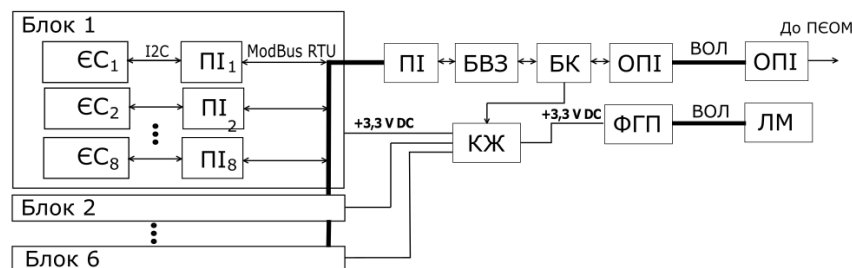 Блок 1
ЄС1
I2C
ПІ1
ModBus RTU
ЄС2
ПІ2
ЄС8
ПІ8
Блок 2
Блок 6
ПІ
БВЗ
БК
ОПІ
ВОЛ
ОПІ
До ПЄОМ
+3,3 V DC
КЖ
+3,3 V DC
ФГП
ВОЛ
ЛМ